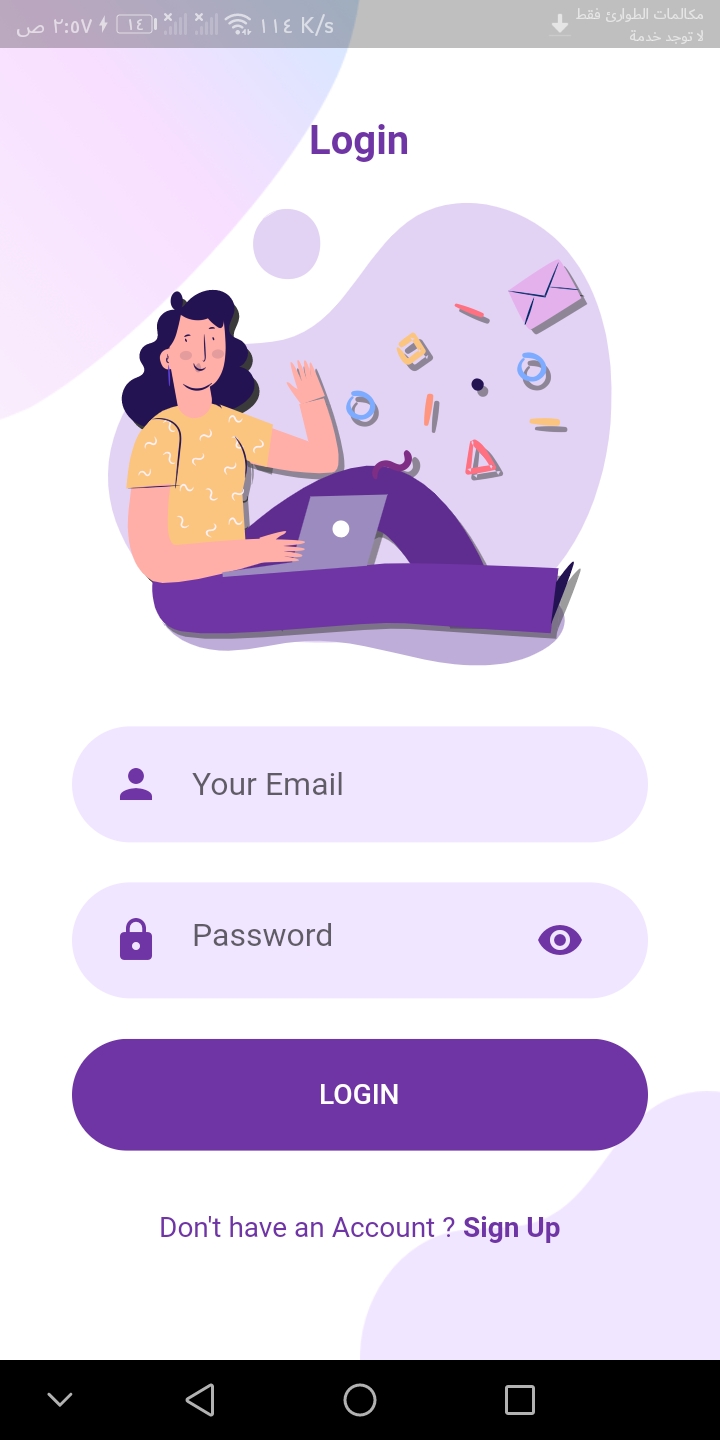 مكالمات الطوارئ فقط
لا توجد خدمة
١١٤ K/s
١٤
٢:٥٧ ص
Login
Your Email
Password
LOGIN
Don't have an Account ? Sign Up